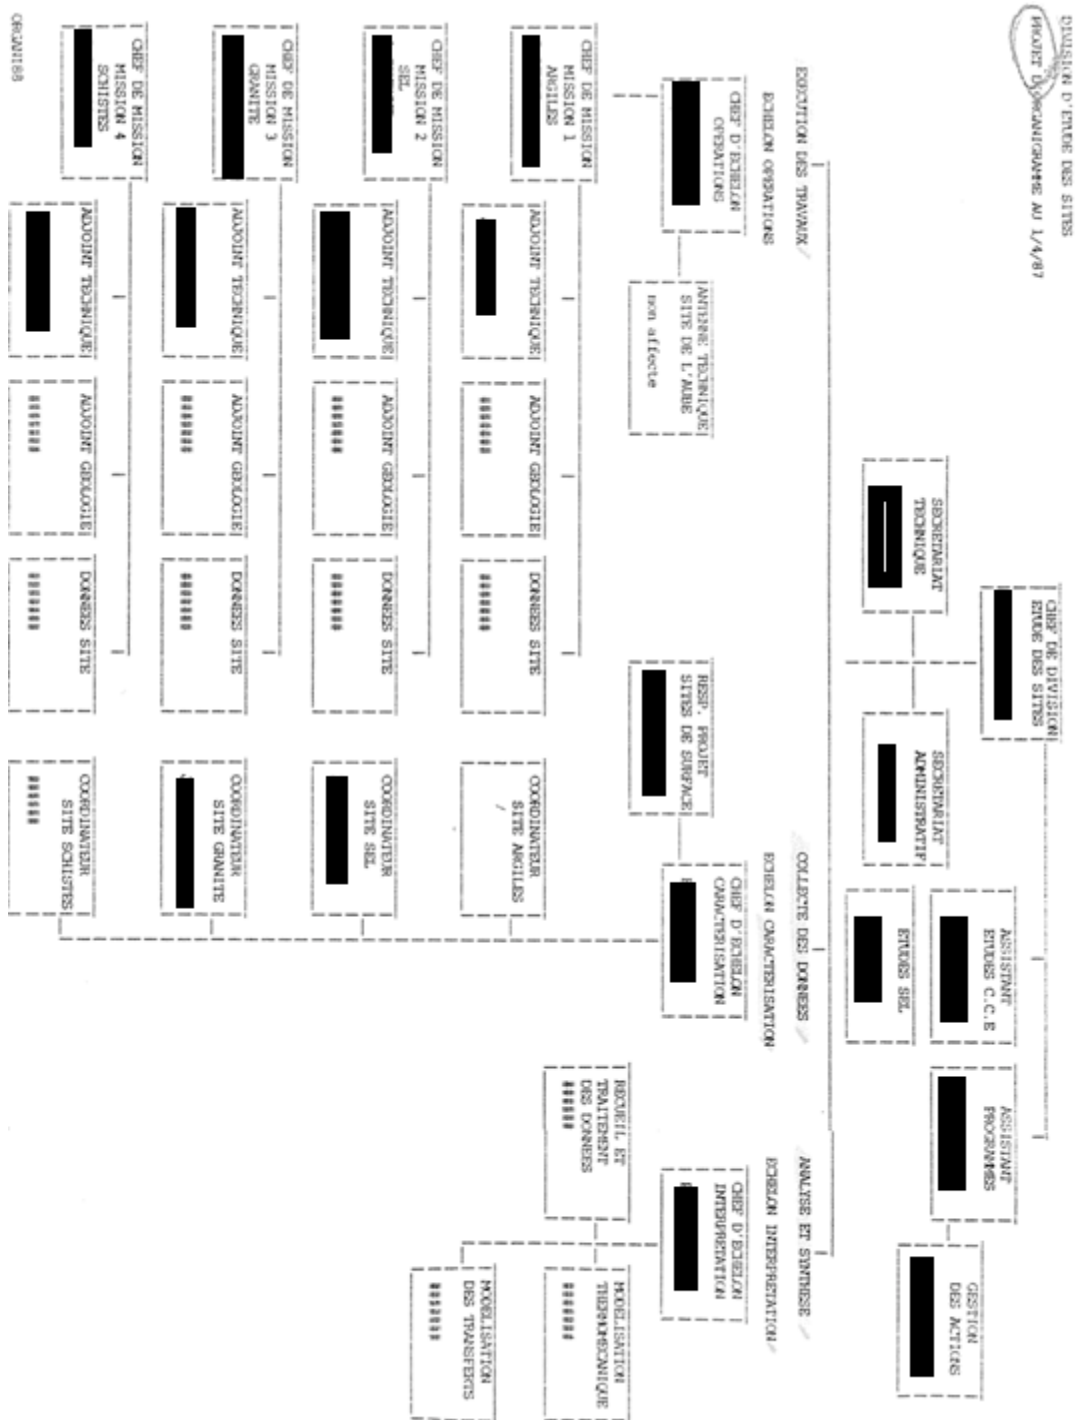 DIVISION D'ETUDE DES SITES
PROJET D'ORGANIGRAMME AU 1/4/87
CHEF DE DIVISION
ETUDE DES SITES
SECRETARIAT
TECHNIQUE
SECRETARIAT
ADMINISTRATIF
ASSISTANT
ETUDES C.C.E
ETUDES SEL
ASSISTANT
PROGRAMMES
GESTION
DES ACTIONS
EXECUTION DES TRAVAUX
ECHELON OPERATIONS
COLLECTE DES DONNEES
ECHELON CARACTERISATION
ANALYSE ET SYNTHESE
ECHELON INTERPRETATION
CHEF D'ECHELON
OPERATIONS
ANTENNE TECHNIQUE
SITE DE L'AUBE
non affecte
RESP. PROJET
SITES DE SURFACE
CHEF D'ECHELON
CARACTERISATION
CHEF D'ECHELON
INTERPRETATION
RECUEIL ET
TRAITEMENT
DES DONNEES
######
MODELISATION
THERMOMECANIQUE
#######
MODELISATION
DES TRANSFERTS
#######
CHEF DE MISSION
MISSION 1
ARGILES
ADJOINT TECHNIQUE
ADJOINT GEOLOGIE
#######
DONNEES SITE
#######
COORDINATEUR
SITE ARGILES
/
CHEF DE MISSION
MISSION 2
SEL
ADJOINT TECHNIQUE
ADJOINT GEOLOGIE
#######
DONNEES SITE
#######
COORDINATEUR
SITE SEL
CHEF DE MISSION
MISSION 3
GRANITE
ADJOINT TECHNIQUE
ADJOINT GEOLOGIE
#######
DONNEES SITE
#######
COORDINATEUR
SITE GRANITE
CHEF DE MISSION
MISSION 4
SCHISTES
ADJOINT TECHNIQUE
ADJOINT GEOLOGIE
#######
DONNEES SITE
#######
COORDINATEUR
SITE SCHISTES
######
ORGAN188